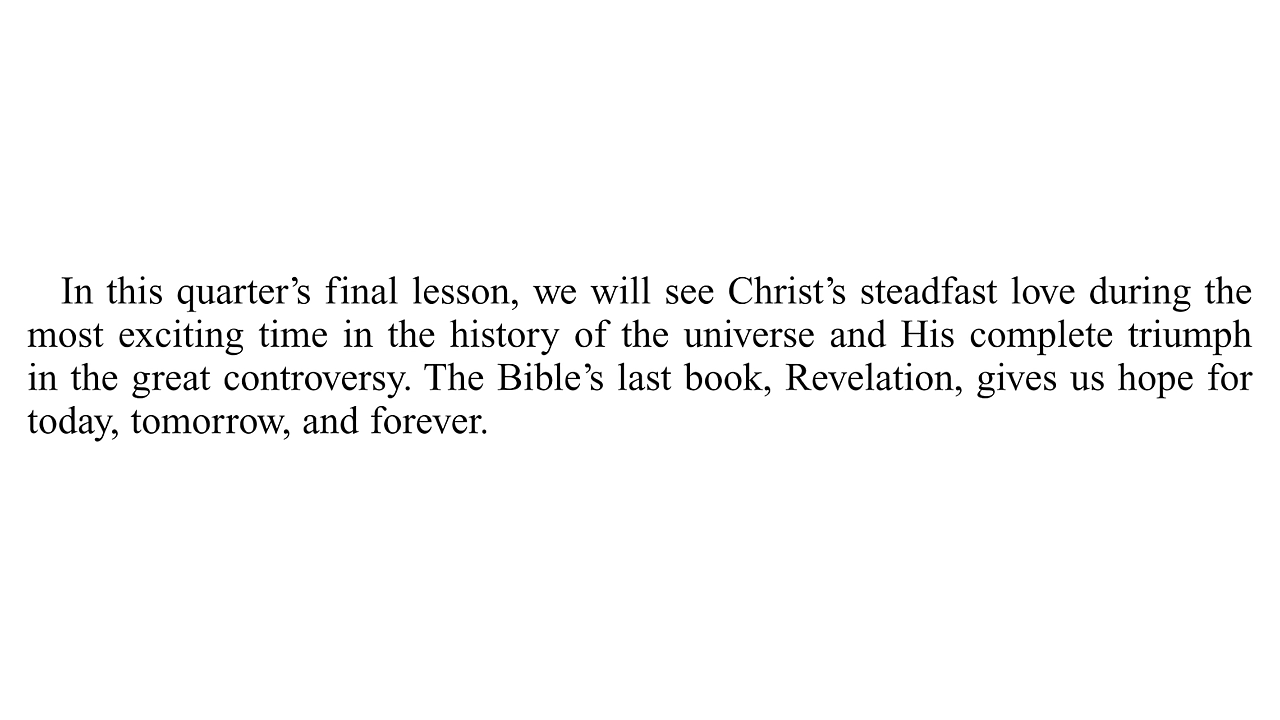 In this quarter’s final lesson, we will see Christ’s steadfast love during the
most exciting time in the history of the universe and His complete triumph
in the great controversy. The Bible’s last book, Revelation, gives us hope for
today, tomorrow, and forever.